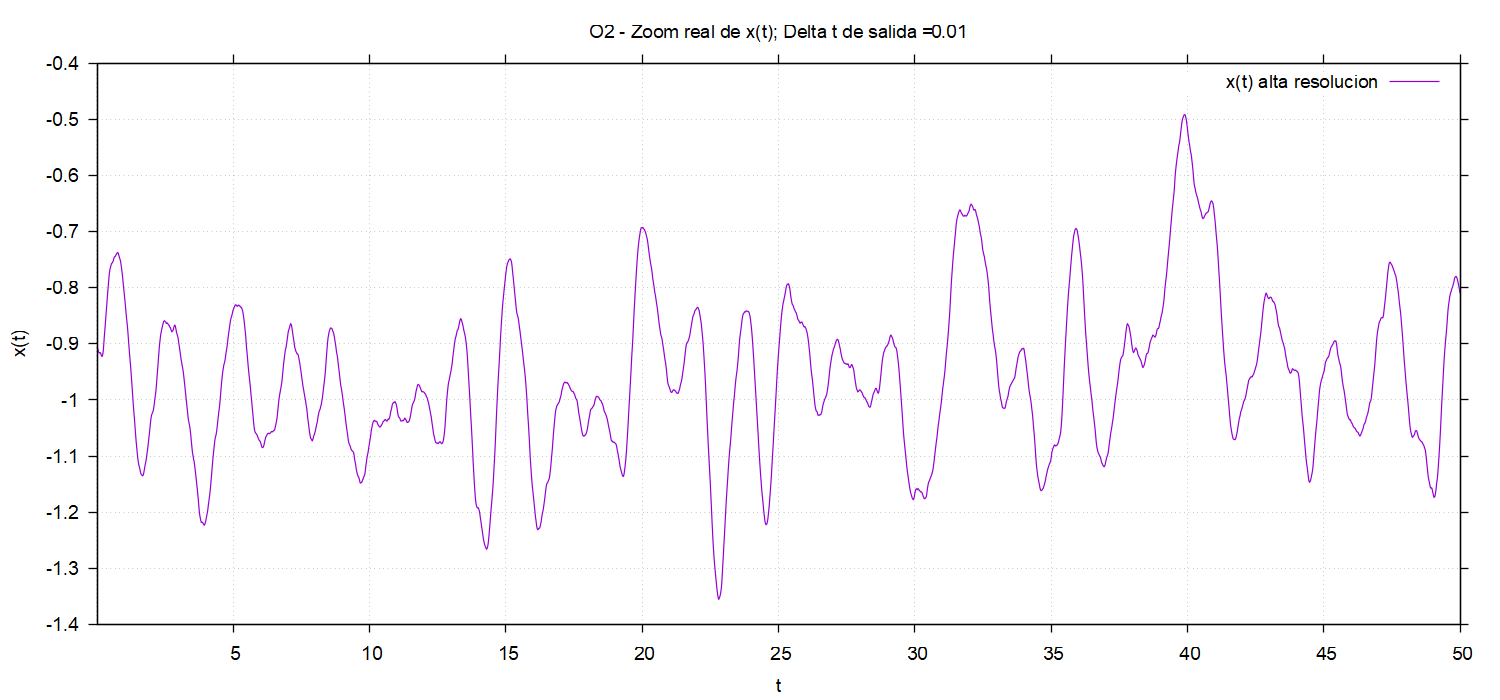 O2 - Zoom real de x(t); Delta t de salida =0.01
x(t) alta resolucion
x(t)
-0.4
-0.5
-0.6
-0.7
-0.8
-0.9
-1
-1.1
-1.2
-1.3
-1.4
5 10 15 20 25 30 35 40 45 50
t